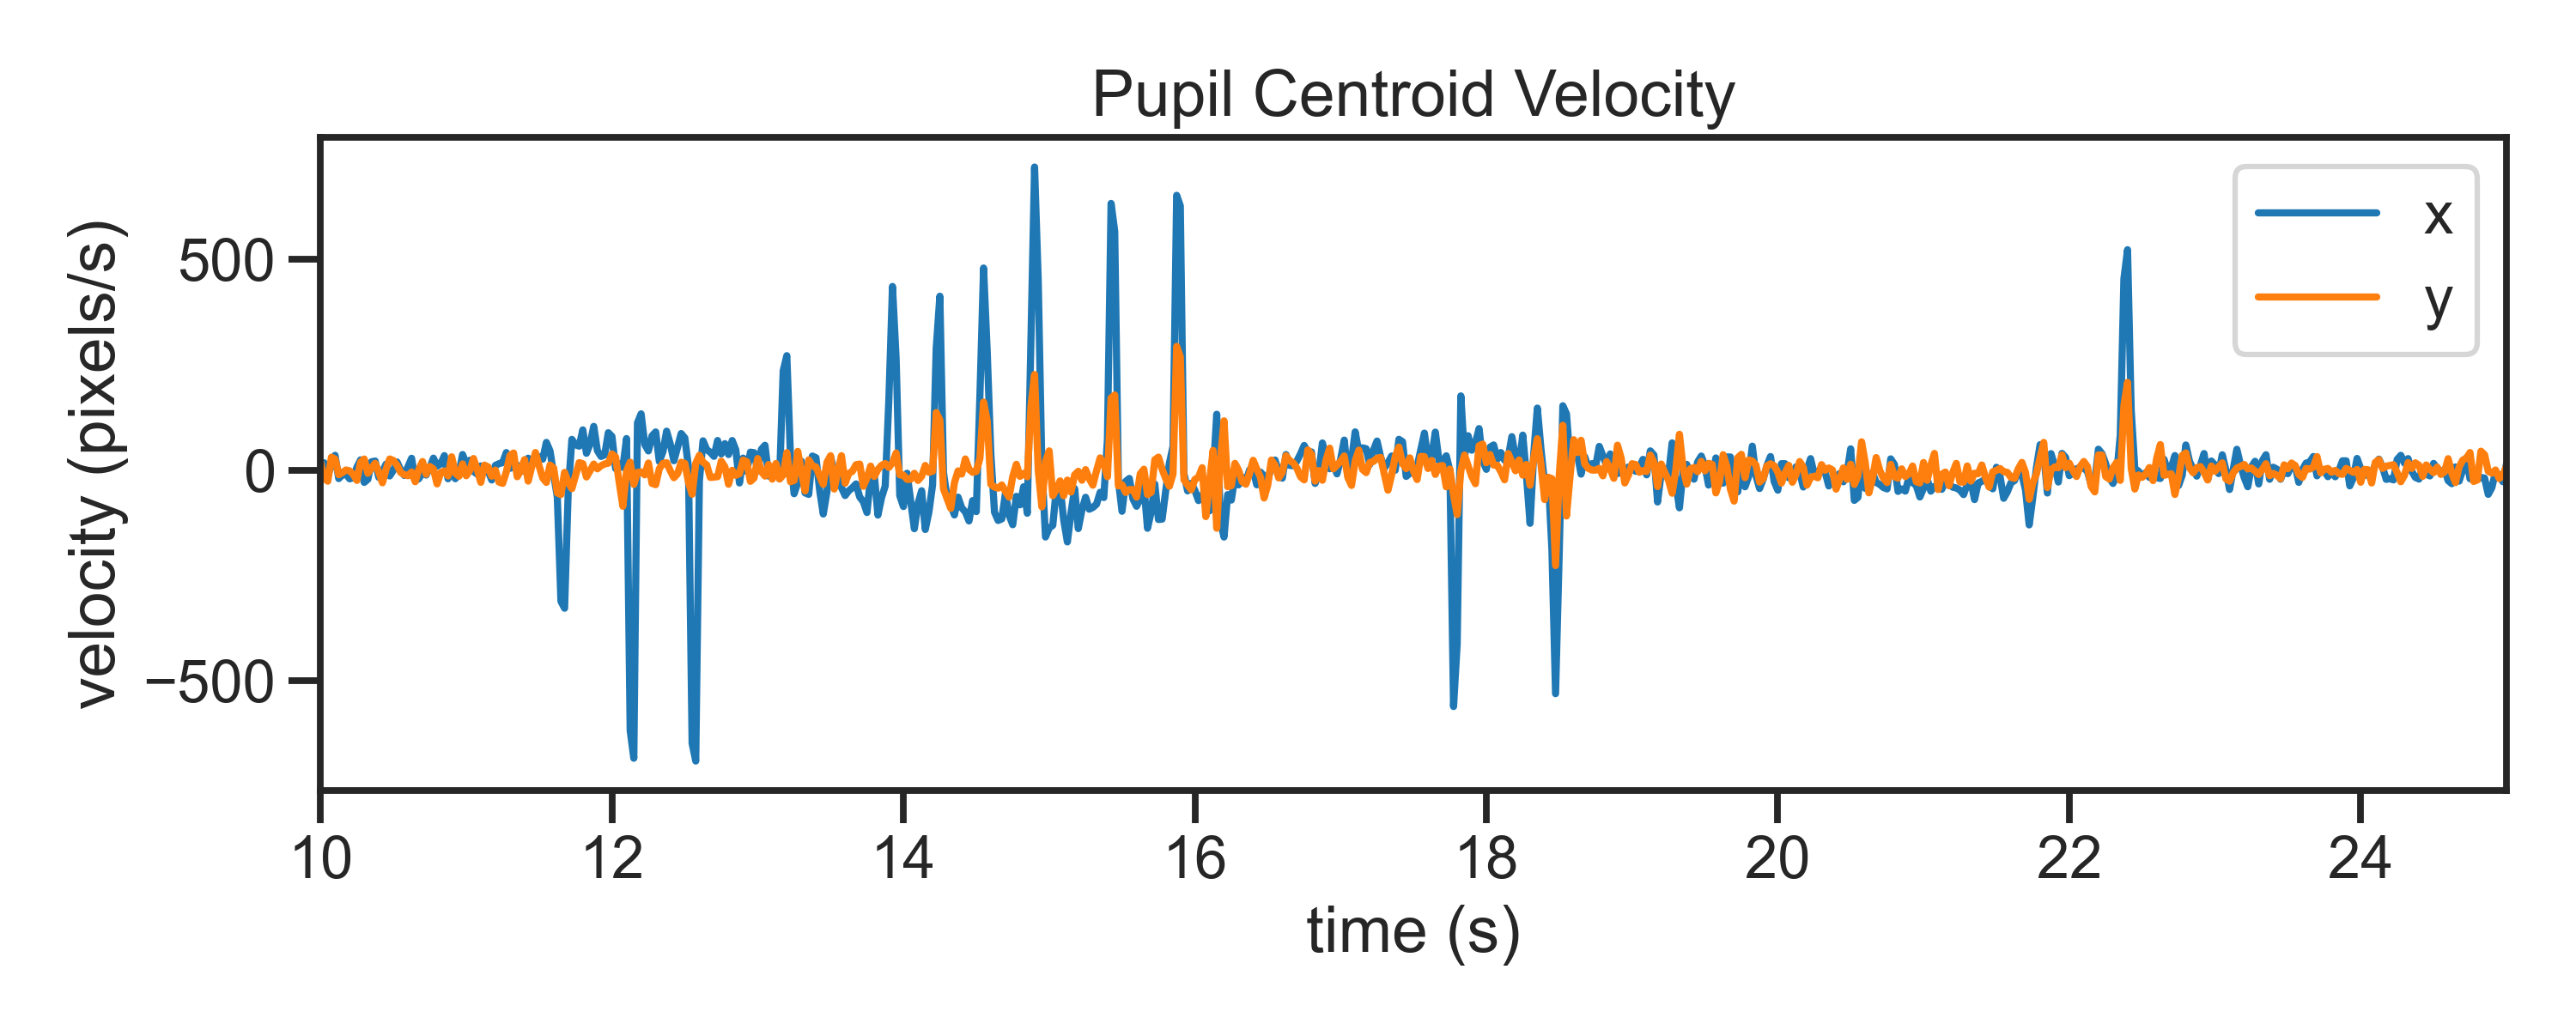 Pupil Centroid Velocity
velocity (pixels/s)
500
0
−500
x
y
10 12 14 16 18 20 22 24
time (s)